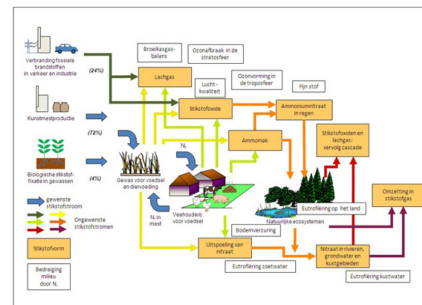 Verbranding fossiele
brandstoffen
in verkeer en industrie
(24%)
Broeikasgas-
balans
Ozonafbraak in de
stratosfeer
Lachgas
Lucht-
kwaliteit
Ozonvorming in
de troposfeer
Fijn stof
Stikstofoxide
Ammoniumnitraat
in regen
Kunstmestproductie
(72%)
Ammoniak
Stikstofoxiden en
lachgas:
vervolg cascade
Biologische stikstof-
fixatie in gewassen
(4%)
Gewas voor voedsel
en diervoeding
Nr
Nr in
mest
Veehouderij
voor voedsel
Natuurlijke ecosystemen
Eutrofiëring op het land
Omzetting in
stikstofgas
gewenste
stikstofstroom
Ongewenste
stikstofstromen
Stikstofvorm
Bedreiging
milieu
door Nr
Bodemverzuring
Uitspoeling van
nitraat
Eutrofiëring zoetwater
Nitraat in rivieren,
grondwater en
kustgebieden
Eutrofiëring kustwater